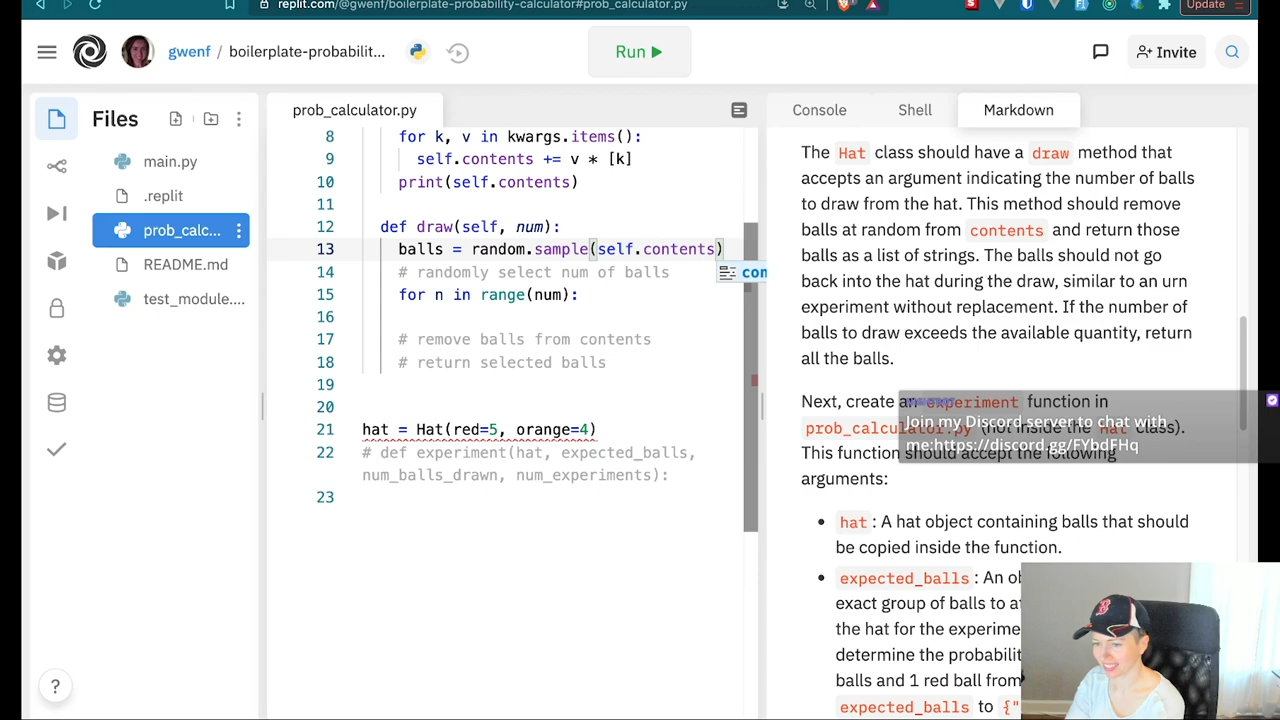 replit.com/@gwenf/boilerplate-probability-calculator#prob_calculator.py
Update
gwenf / boilerplate-probabilit...
Run
Invite
Files
main.py
.replit
prob_calc...
README.md
test_module....
prob_calculator.py
8 for k, v in kwargs.items():
9 self.contents += v * [k]
10 print(self.contents)
11
12 def draw(self, num):
13 balls = random.sample(self.contents)
con
14 # randomly select num of balls
15 for n in range(num):
16
17 # remove balls from contents
18 # return selected balls
19
20
21 hat = Hat(red=5, orange=4)
22 # def experiment(hat, expected_balls,
num_balls_drawn, num_experiments):
23
Console Shell Markdown
The Hat class should have a draw method that
accepts an argument indicating the number of balls
to draw from the hat. This method should remove
balls at random from contents and return those
balls as a list of strings. The balls should not go
back into the hat during the draw, similar to an urn
experiment without replacement. If the number of
balls to draw exceeds the available quantity, return
all the balls.
Next, create an experiment function in
prob_calculator.py (not inside the Hat class).
This function should accept the following
arguments:
Join my Discord server to chat with
me:https://discord.gg/FYbdFHq
hat: A hat object containing balls that should
be copied inside the function.
expected_balls: An ob
exact group of balls to at
the hat for the experime
determine the probabilit
balls and 1 red ball from
expected_balls to {"
?
B